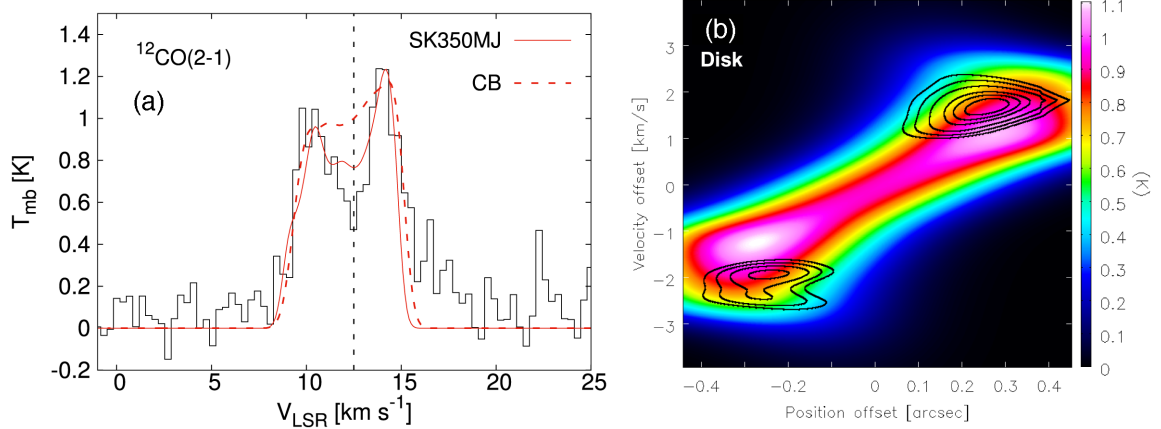 1.4
1.2
1
0.8
0.6
0.4
0.2
0
-0.2
T_mb [K]
¹²CO(2-1)
(a)
SK350MJ
CB
0 5 10 15 20 25
V_LSR [km s⁻¹]
(b)
Disk
3
2
1
0
−1
−2
−3
Velocity offset [km/s]
−0.4 −0.2 0 0.1 0.2 0.3 0.4
Position offset [arcsec]
1.1
1
0.9
0.8
0.7
0.6
0.5
0.4
0.3
0.2
0.1
0
(K)